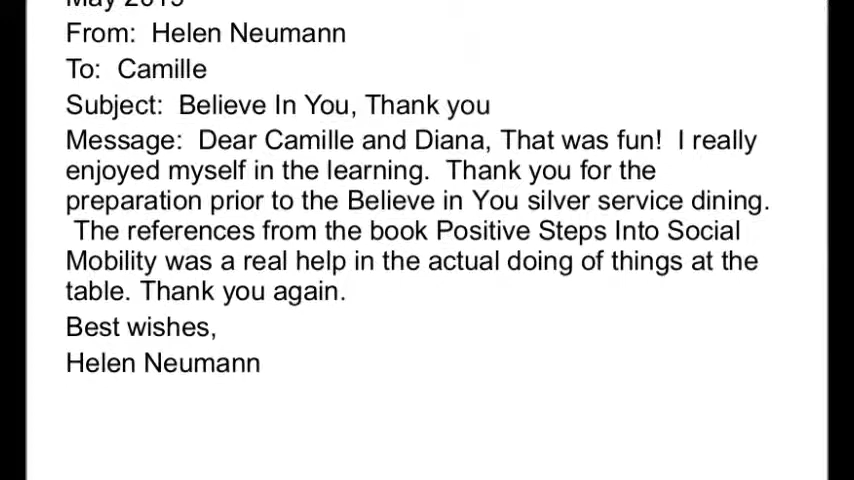 May 2015
From:  Helen Neumann
To:  Camille
Subject:  Believe In You, Thank you
Message:  Dear Camille and Diana, That was fun!  I really
enjoyed myself in the learning.  Thank you for the
preparation prior to the Believe in You silver service dining.
The references from the book Positive Steps Into Social
Mobility was a real help in the actual doing of things at the
table. Thank you again.
Best wishes,
Helen Neumann